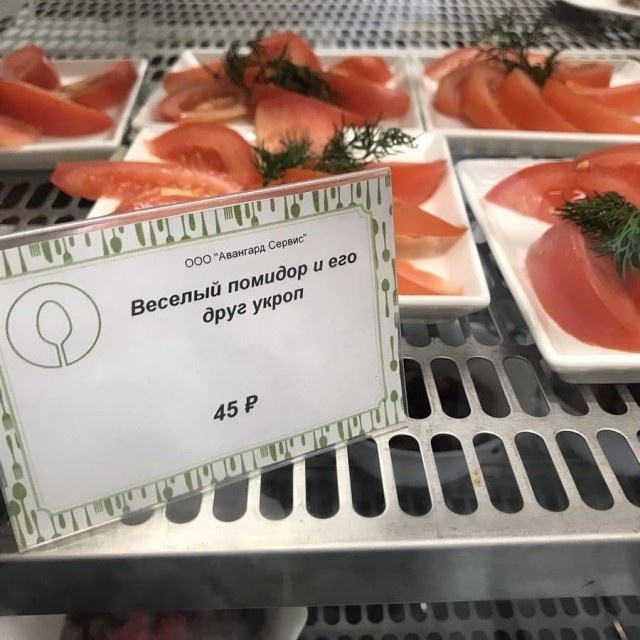 ООО "Авангард Сервис"
Веселый помидор и его
друг укроп
45 ₽